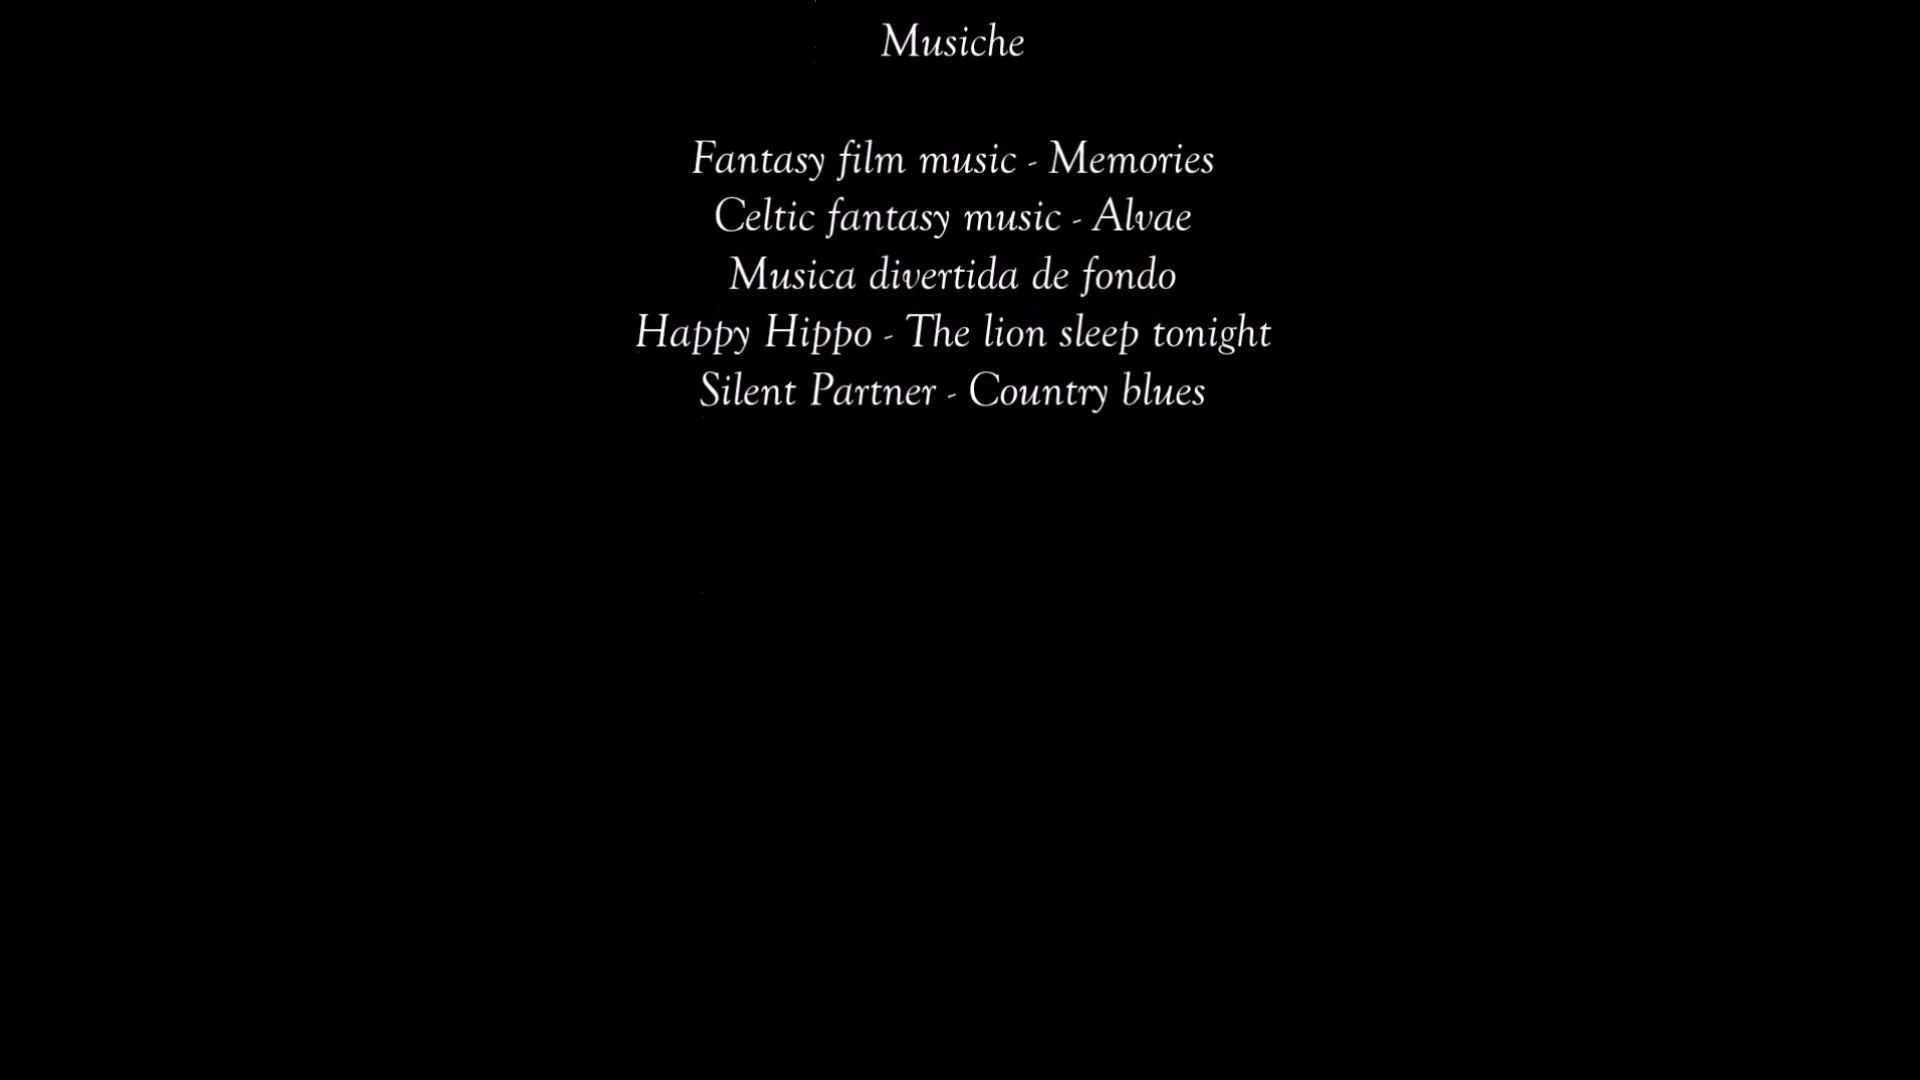 Musiche
Fantasy film music - Memories
Celtic fantasy music - Alvae
Musica divertida de fondo
Happy Hippo - The lion sleep tonight
Silent Partner - Country blues